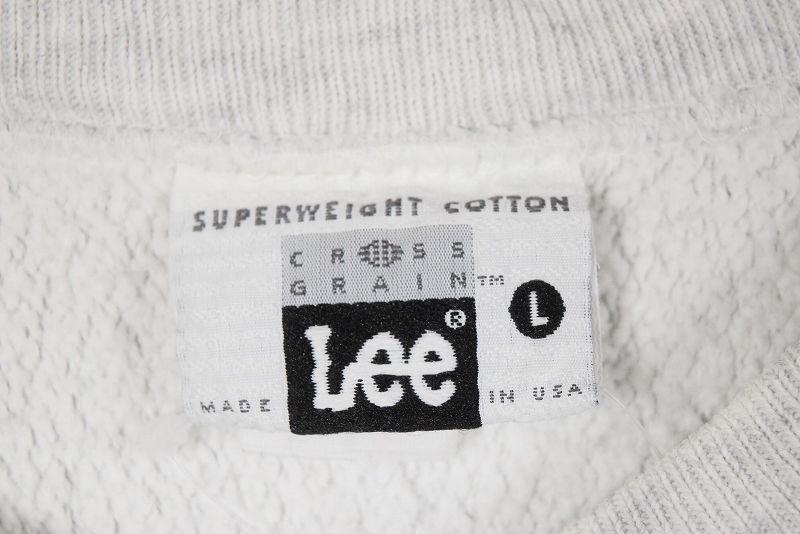 SUPERWEIGHT COTTON
CROSS
GRAIN™
L
Lee®
MADE IN USA